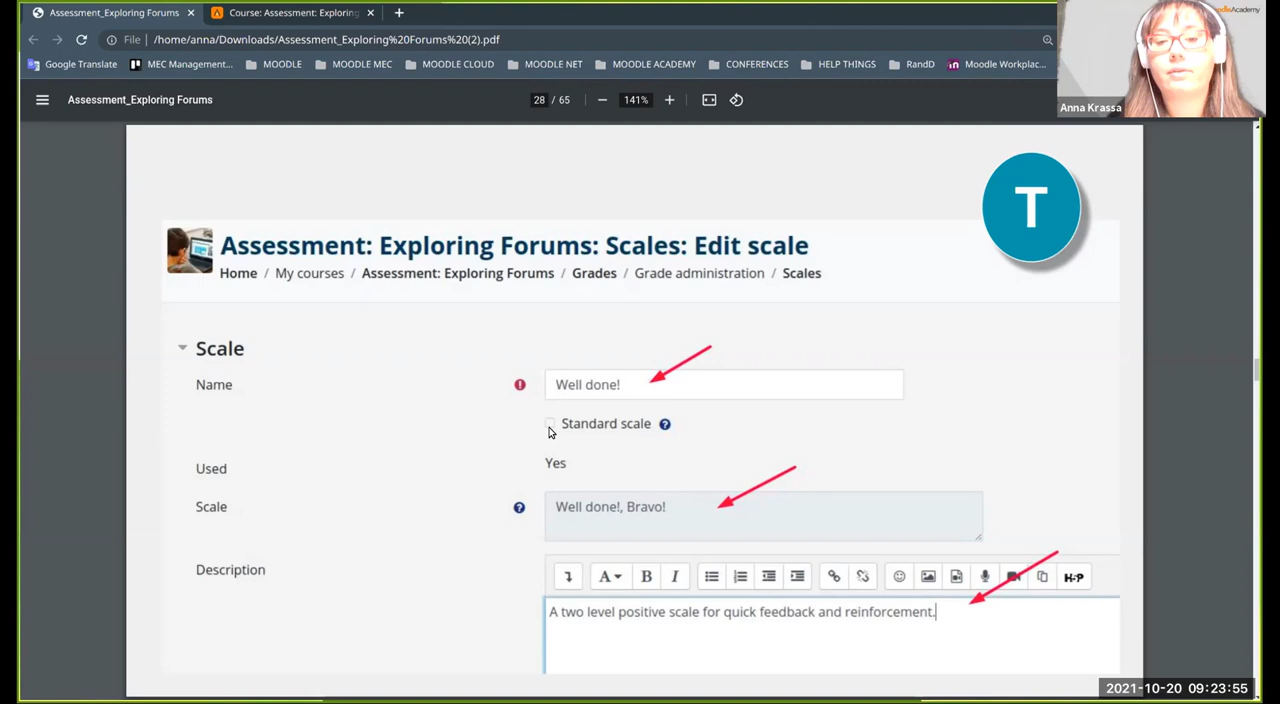 Assessment_Exploring Forums
Course: Assessment: Exploring
File
/home/anna/Downloads/Assessment_Exploring%20Forums%20(2).pdf
Google Translate
MEC Management...
MOODLE
MOODLE MEC
MOODLE CLOUD
MOODLE NET
MOODLE ACADEMY
CONFERENCES
HELP THINGS
RandD
Moodle Workplac...
Anna Krassa
Assessment_Exploring Forums
28 / 65
141%
T
Assessment: Exploring Forums: Scales: Edit scale
Home / My courses / Assessment: Exploring Forums / Grades / Grade administration / Scales
Scale
Name
Well done!
Standard scale
Used
Yes
Scale
Well done!, Bravo!
Description
A
B
I
H-P
A two level positive scale for quick feedback and reinforcement.
2021-10-20 09:23:55